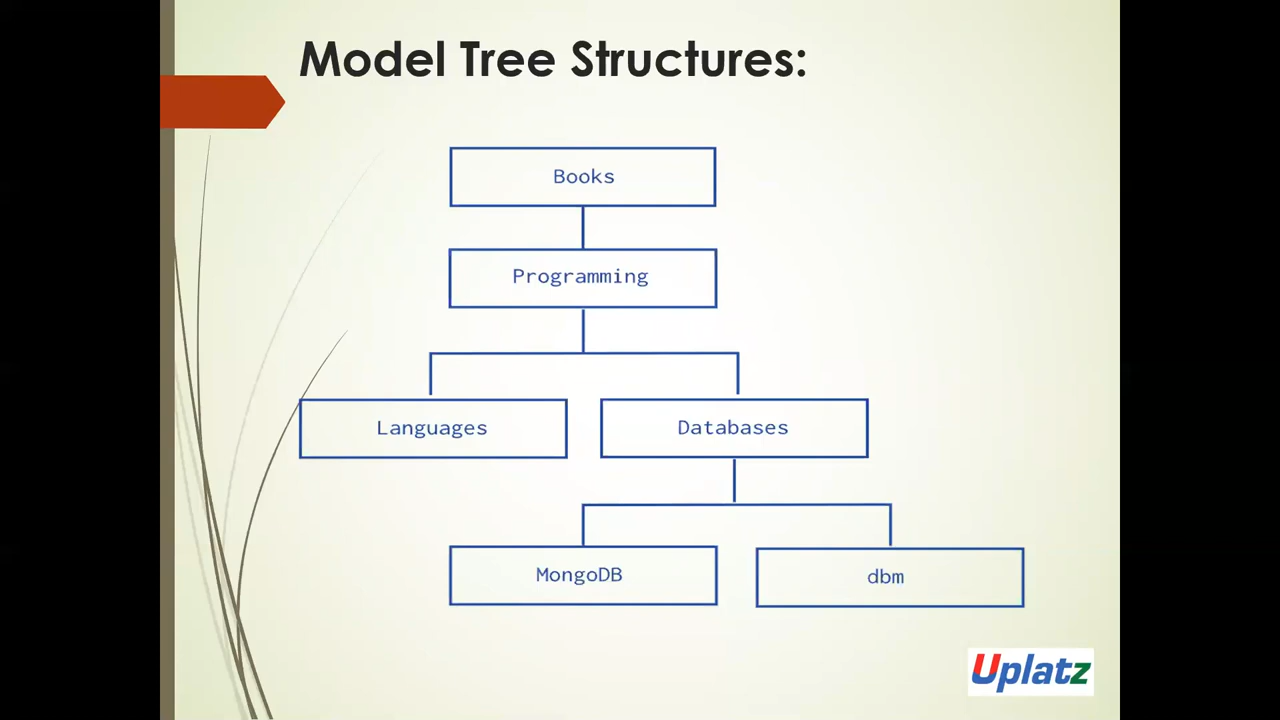 Model Tree Structures:
Books
Programming
Languages
Databases
MongoDB
dbm
Uplatz